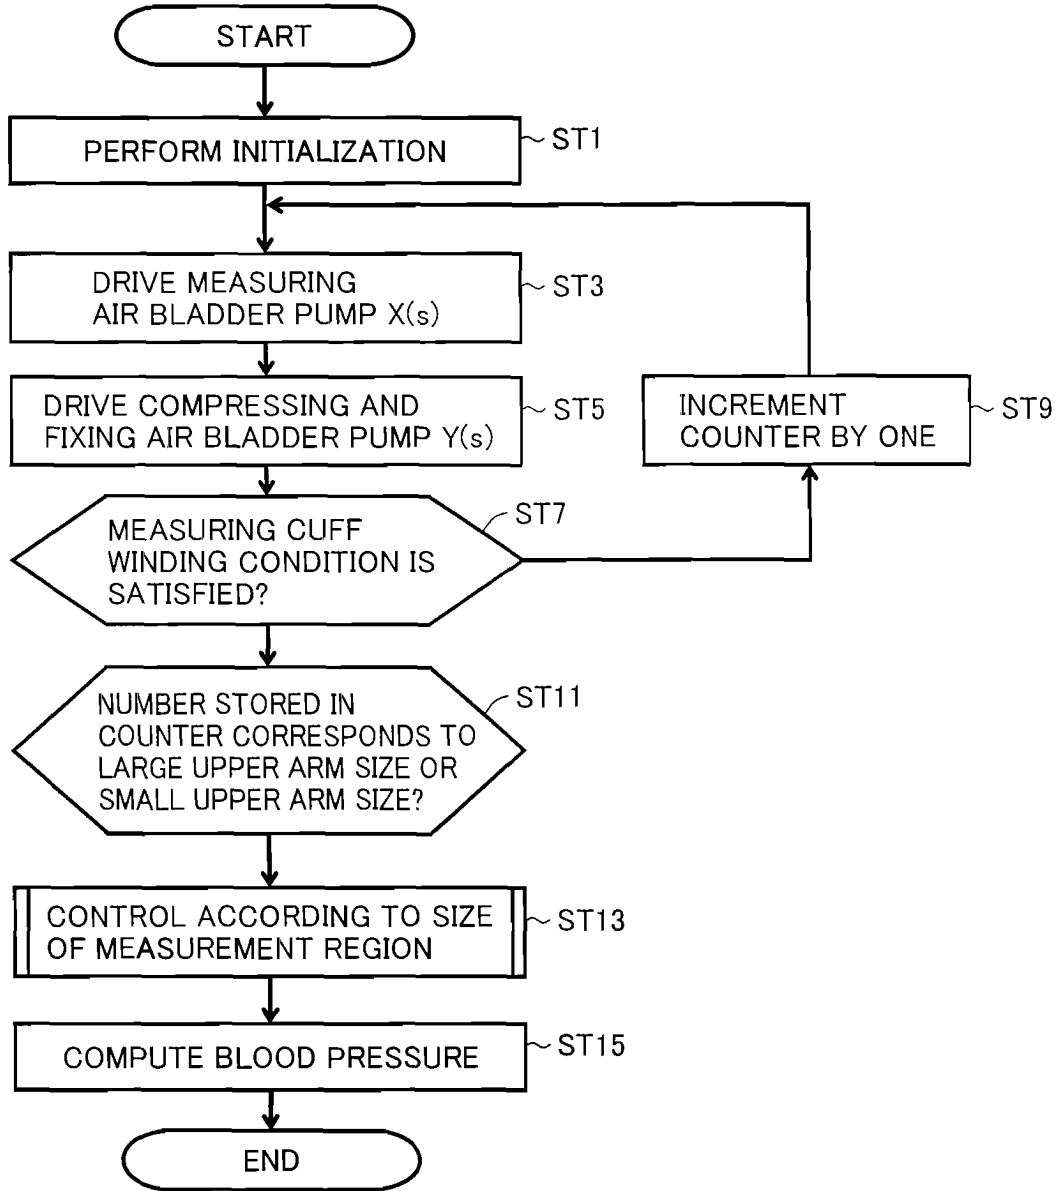 START
PERFORM INITIALIZATION
ST1
DRIVE MEASURING
AIR BLADDER PUMP X(s)
ST3
DRIVE COMPRESSING AND
FIXING AIR BLADDER PUMP Y(s)
ST5
INCREMENT
COUNTER BY ONE
ST9
MEASURING CUFF
WINDING CONDITION IS
SATISFIED?
ST7
NUMBER STORED IN
COUNTER CORRESPONDS TO
LARGE UPPER ARM SIZE OR
SMALL UPPER ARM SIZE?
ST11
CONTROL ACCORDING TO SIZE
OF MEASUREMENT REGION
ST13
COMPUTE BLOOD PRESSURE
ST15
END